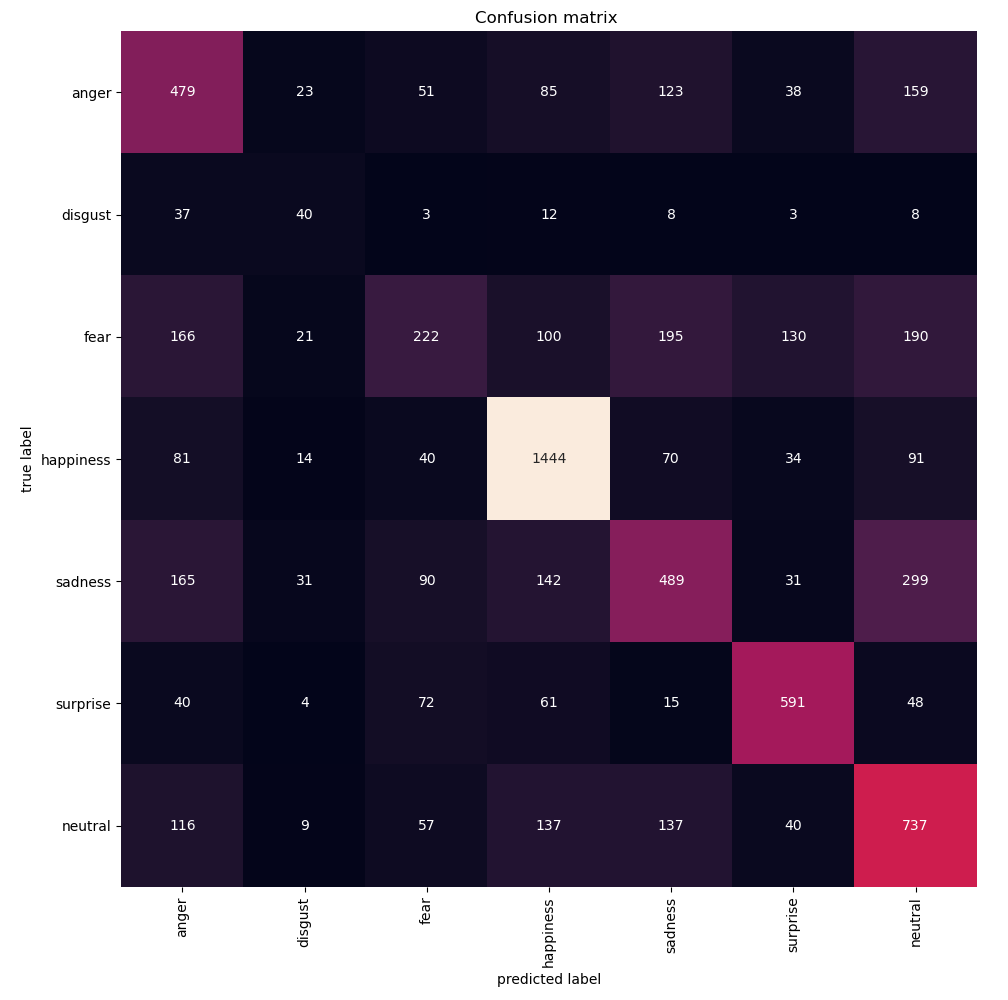 Confusion matrix
anger 479 23 51 85 123 38 159
disgust 37 40 3 12 8 3 8
fear 166 21 222 100 195 130 190
happiness 81 14 40 1444 70 34 91
sadness 165 31 90 142 489 31 299
surprise 40 4 72 61 15 591 48
neutral 116 9 57 137 137 40 737
true label
anger disgust fear happiness sadness surprise neutral
predicted label